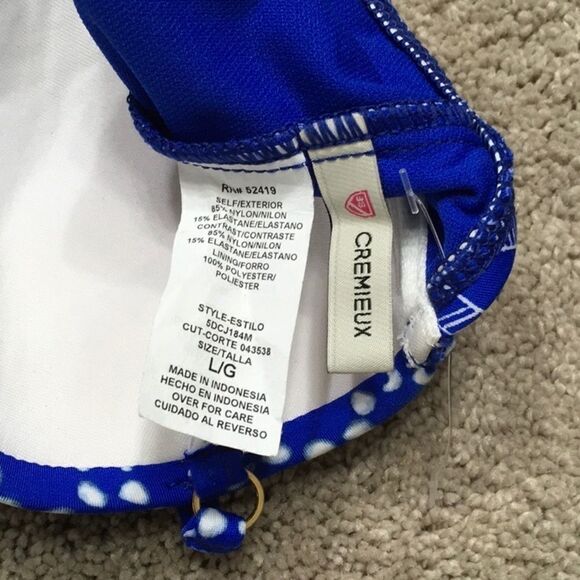 RN# 52419
SELF/EXTERIOR
85% NYLON/NILON
15% ELASTANE/ELASTANO
CONTRAST/CONTRASTE
85% NYLON/NILON
15% ELASTANE/ELASTANO
LINING/FORRO
100% POLYESTER/
POLIESTER
STYLE-ESTILO
5DCJ184M
CUT-CORTE 043538
SIZE/TALLA
L/G
MADE IN INDONESIA
HECHO EN INDONESIA
OVER FOR CARE
CUIDADO AL REVERSO
CREMIEUX